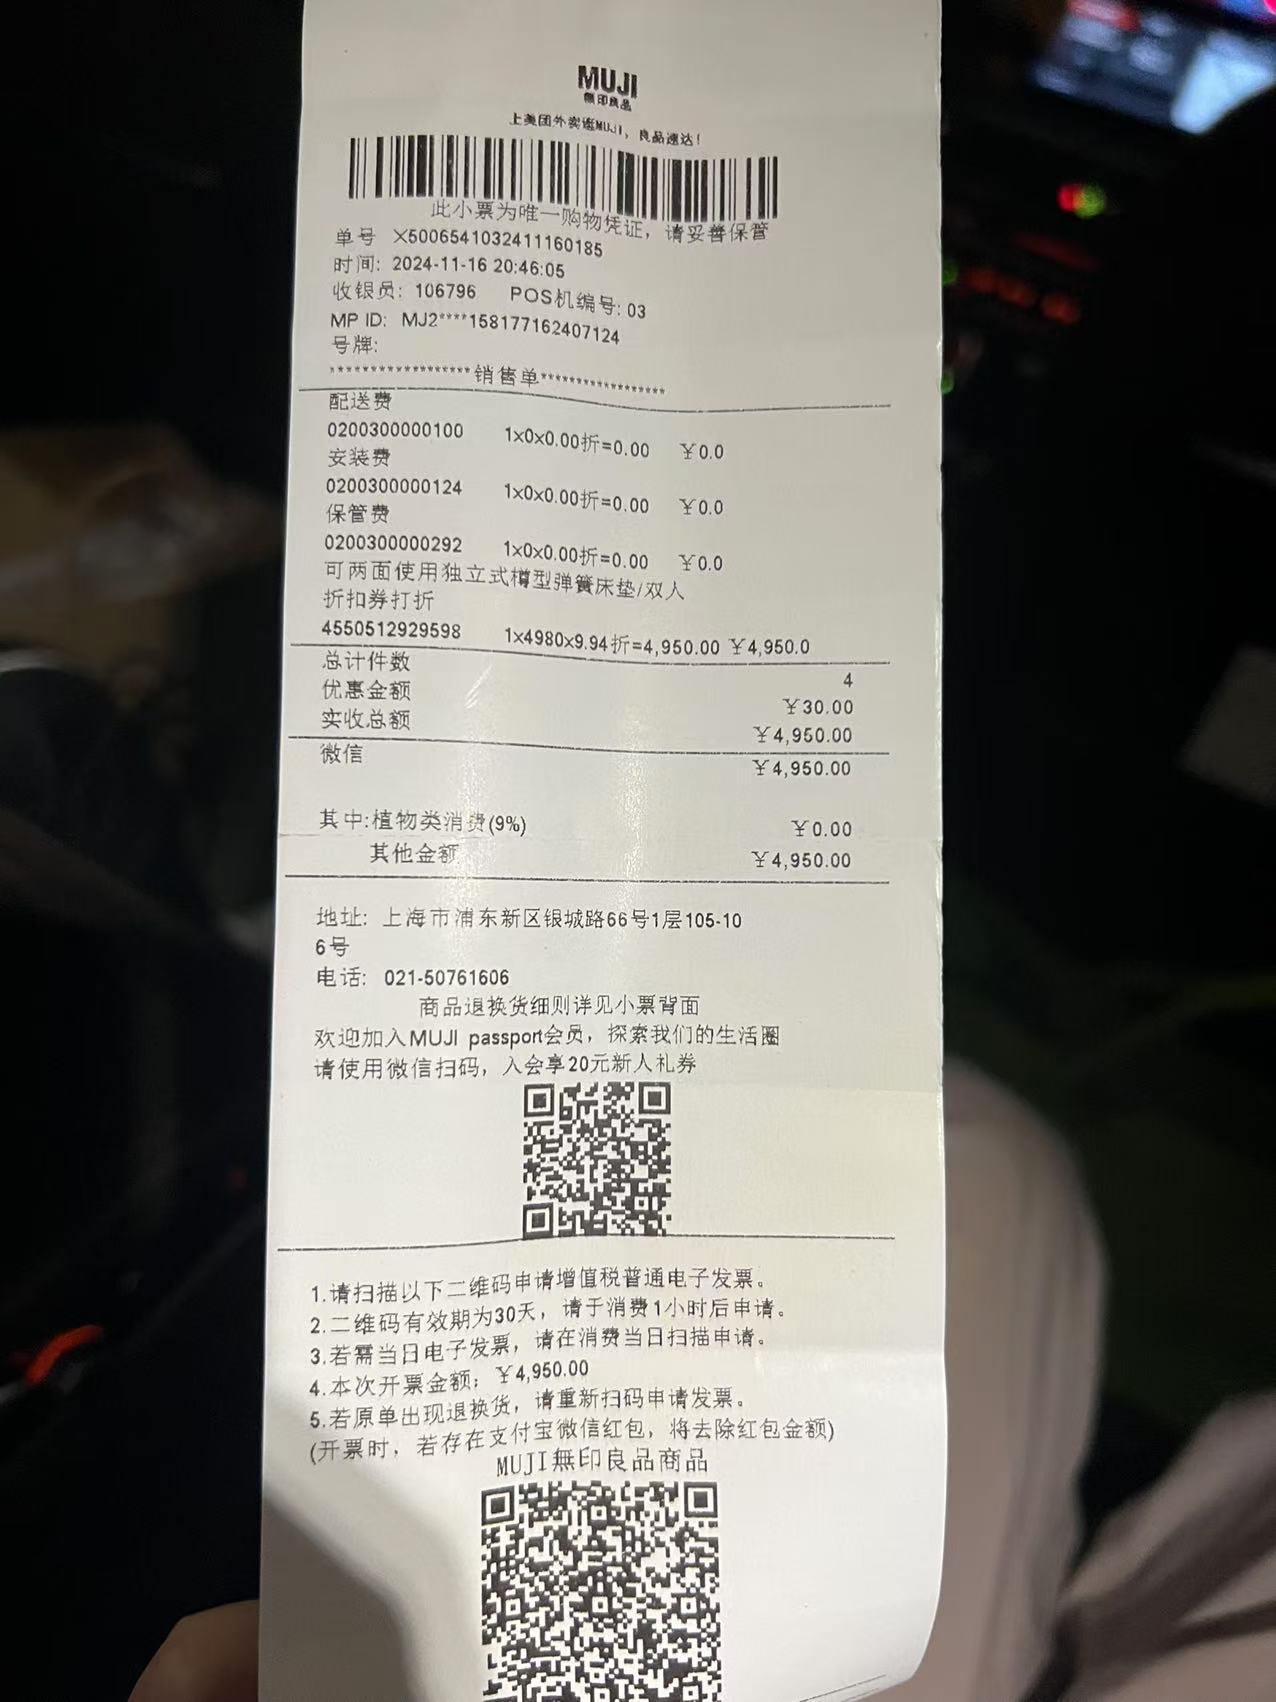 MUJI
無印良品
上美团外卖逛MUJI，良品速达！
此小票为唯一购物凭证，请妥善保管
单号 X5006541032411160185
时间: 2024-11-16 20:46:05
收银员: 106796 POS机编号: 03
MP ID: MJ2****158177162407124
号牌:
******************销售单******************
配送费
0200300000100 1x0x0.00折=0.00 ￥0.0
安装费
0200300000124 1x0x0.00折=0.00 ￥0.0
保管费
0200300000292 1x0x0.00折=0.00 ￥0.0
可两面使用独立式樽型弹簧床垫/双人
折扣券打折
4550512929598 1x4980x9.94折=4,950.00 ￥4,950.0
总计件数 4
优惠金额 ￥30.00
实收总额 ￥4,950.00
微信 ￥4,950.00
其中:植物类消费(9%) ￥0.00
其他金额 ￥4,950.00
地址: 上海市浦东新区银城路66号1层105-10
6号
电话: 021-50761606
商品退换货细则详见小票背面
欢迎加入MUJI passport会员，探索我们的生活圈
请使用微信扫码，入会享20元新人礼券
1.请扫描以下二维码申请增值税普通电子发票。
2.二维码有效期为30天，请于消费1小时后申请。
3.若需当日电子发票，请在消费当日扫描申请。
4.本次开票金额: ￥4,950.00
5.若原单出现退换货，请重新扫码申请发票。
(开票时，若存在支付宝微信红包，将去除红包金额)
MUJI無印良品商品